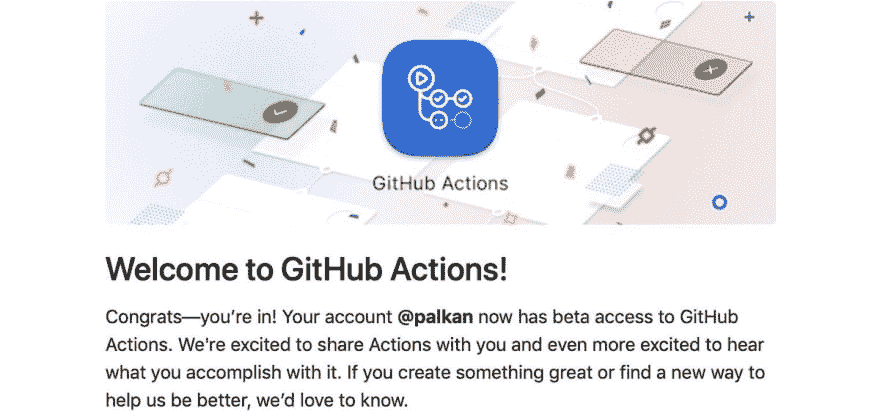 GitHub Actions
Welcome to GitHub Actions!
Congrats—you’re in! Your account @palkan now has beta access to GitHub
Actions. We're excited to share Actions with you and even more excited to hear
what you accomplish with it. If you create something great or find a new way to
help us be better, we’d love to know.